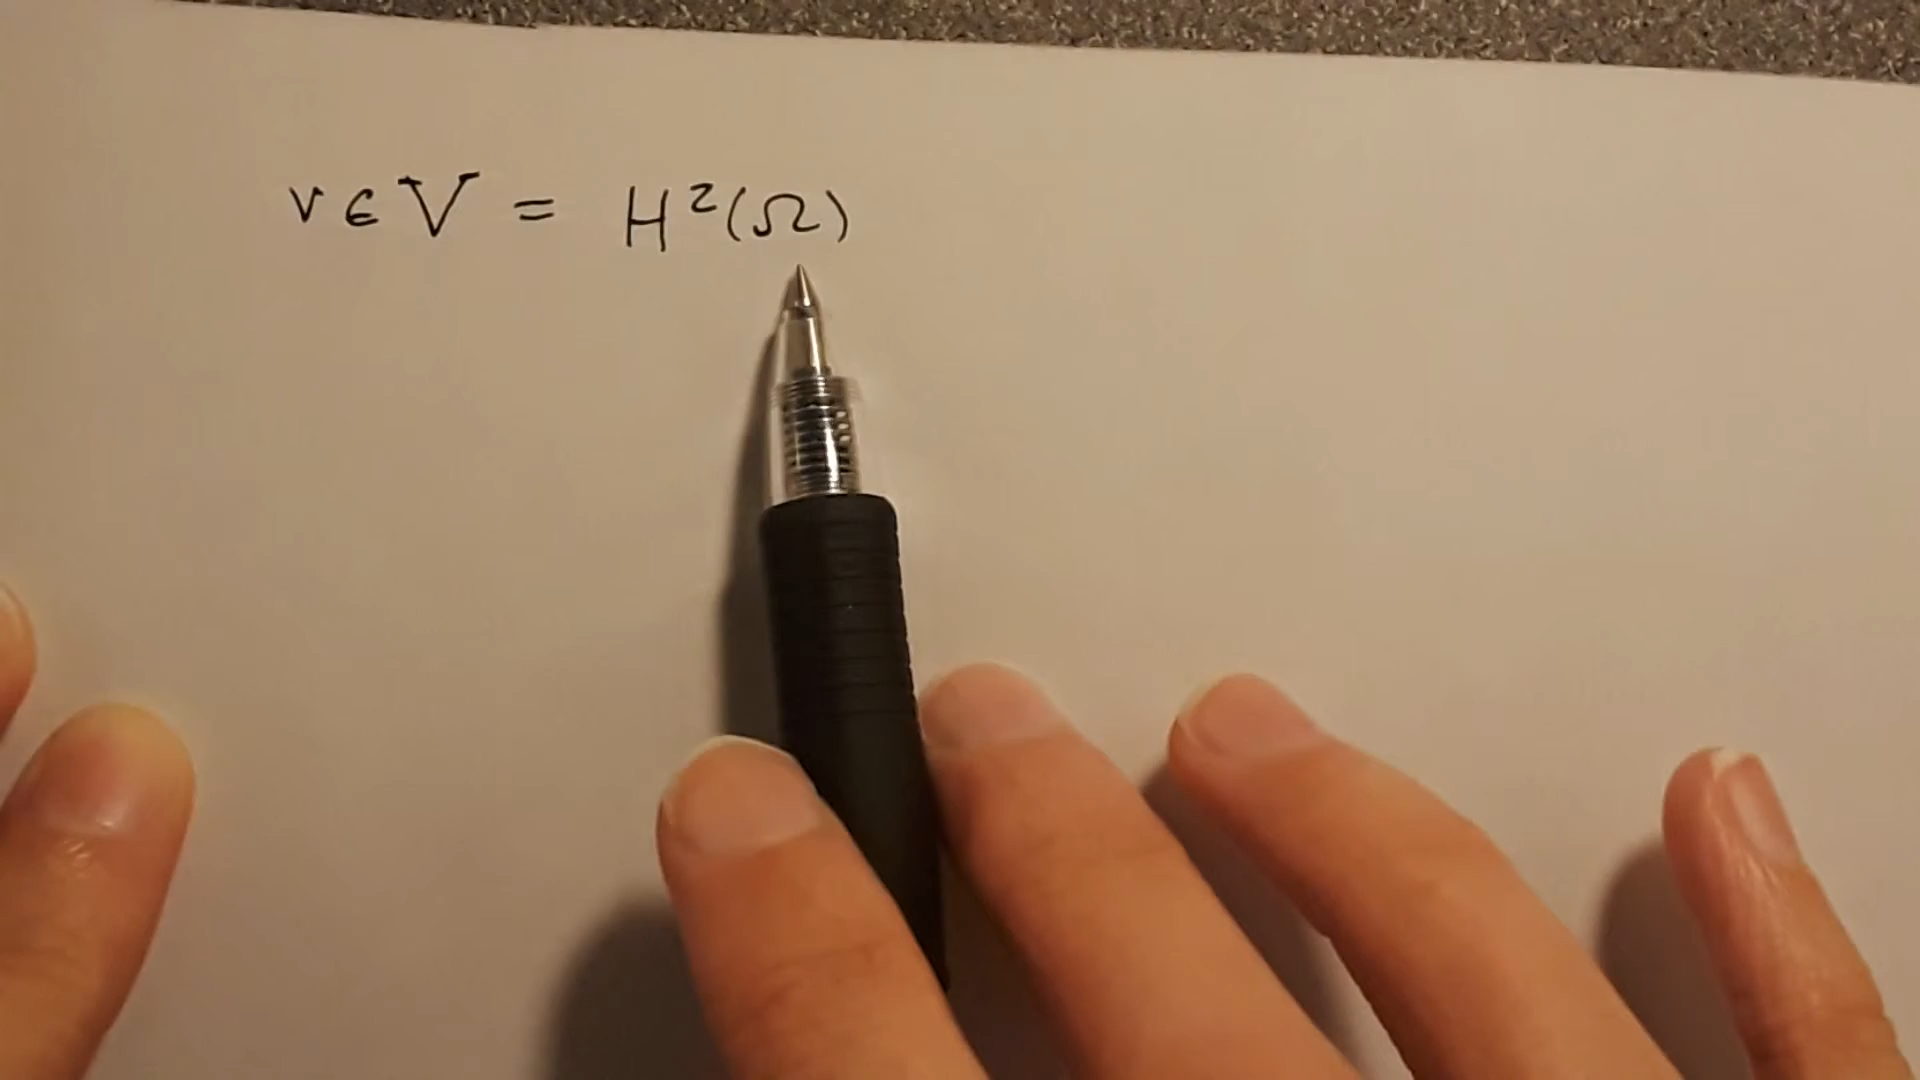 v ∈ V = H²(Ω)